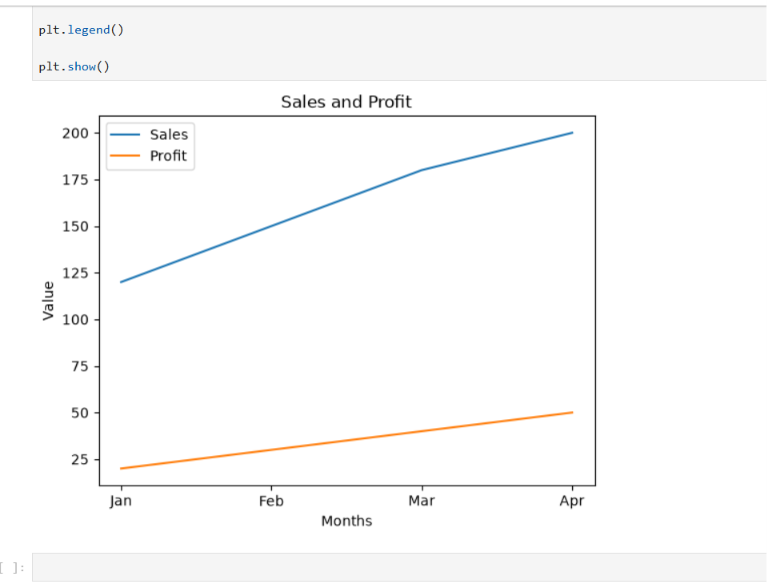 plt.legend()
plt.show()
Sales and Profit
Sales
Profit
200
175
150
125
100
75
50
25
Value
Jan Feb Mar Apr
Months
[ ]: